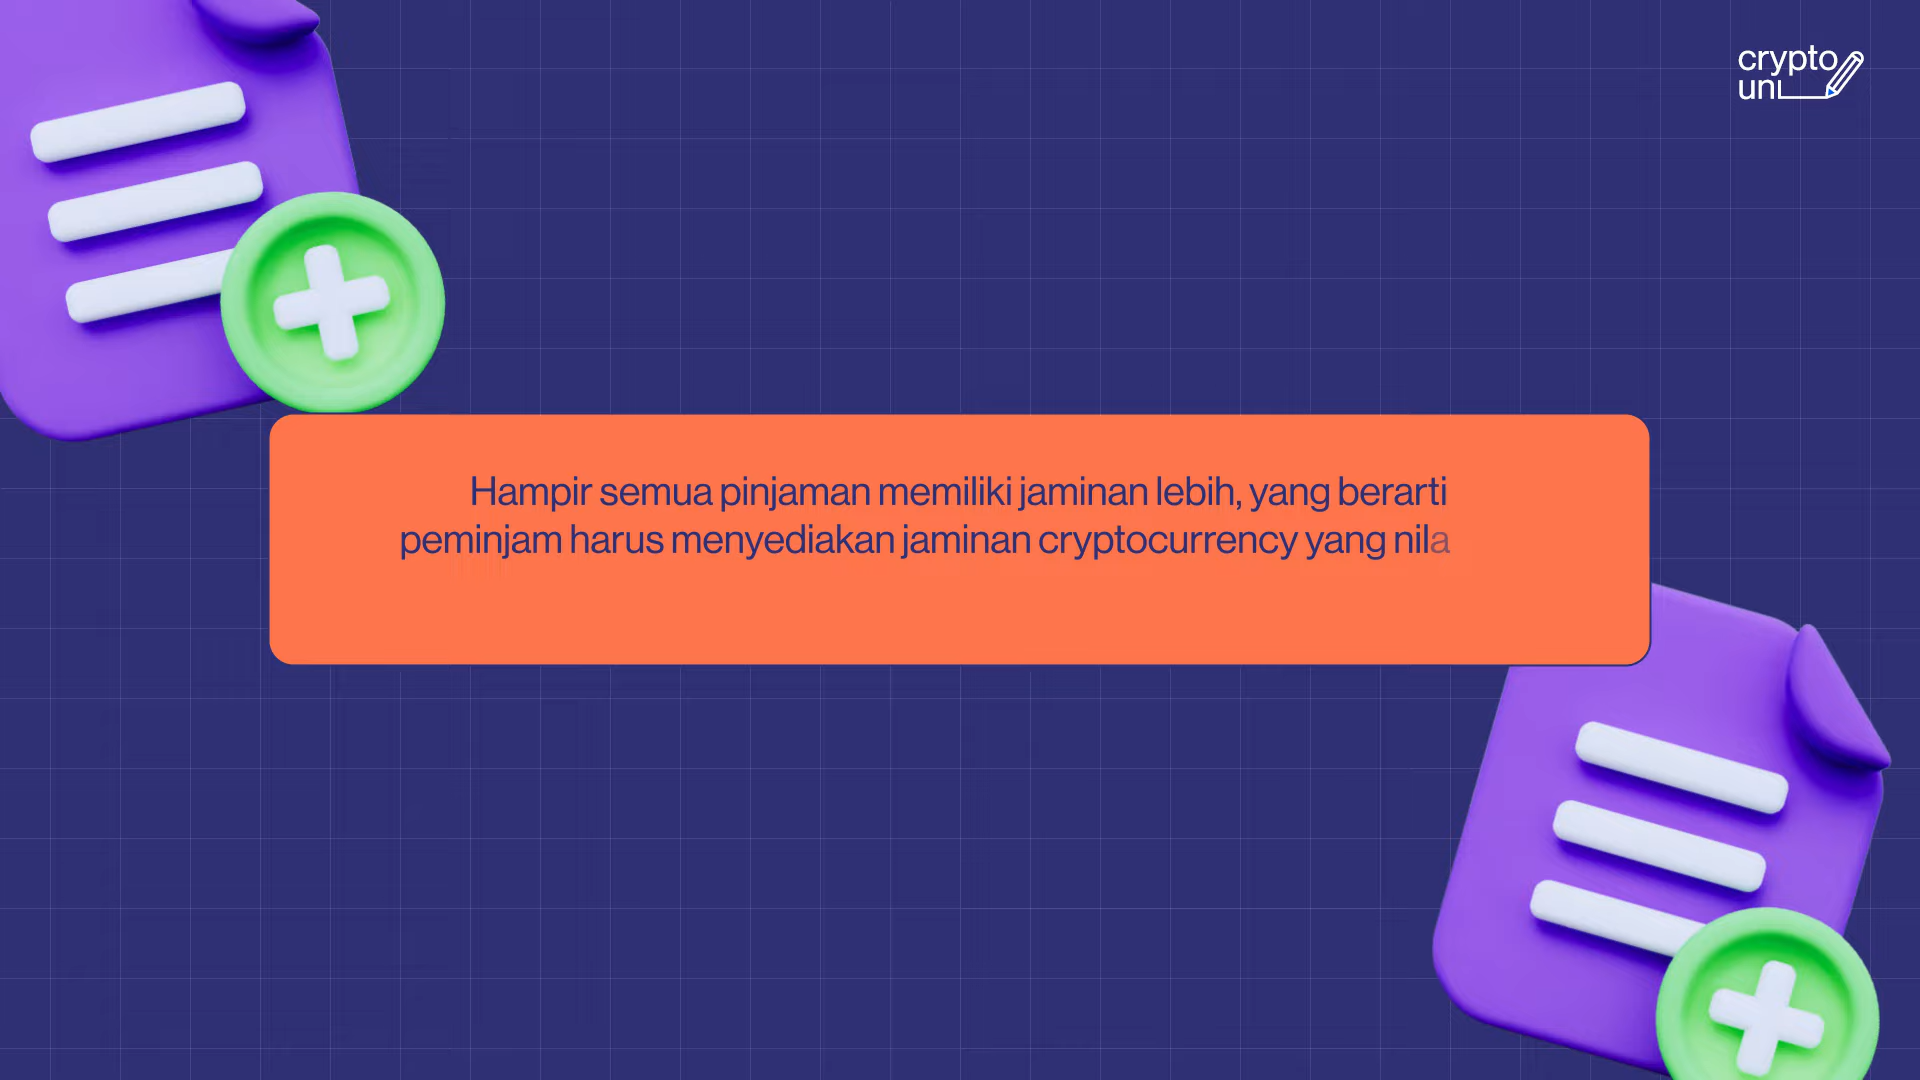 crypto
uni
Hampir semua pinjaman memiliki jaminan lebih, yang berarti
peminjam harus menyediakan jaminan cryptocurrency yang nila